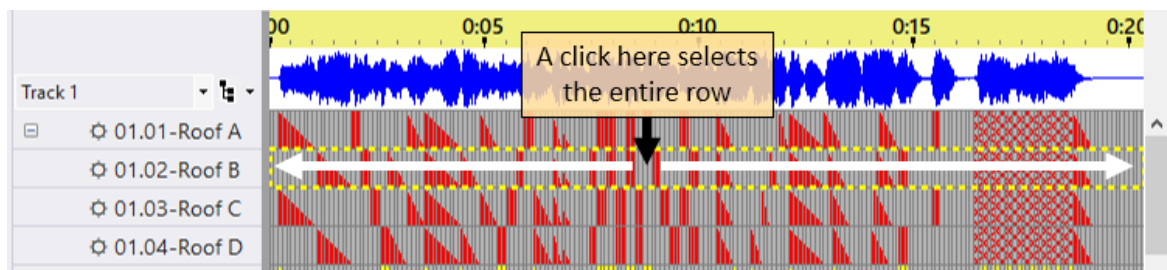 00 0:05 0:10 0:15 0:20
A click here selects
the entire row
Track 1
01.01-Roof A
01.02-Roof B
01.03-Roof C
01.04-Roof D